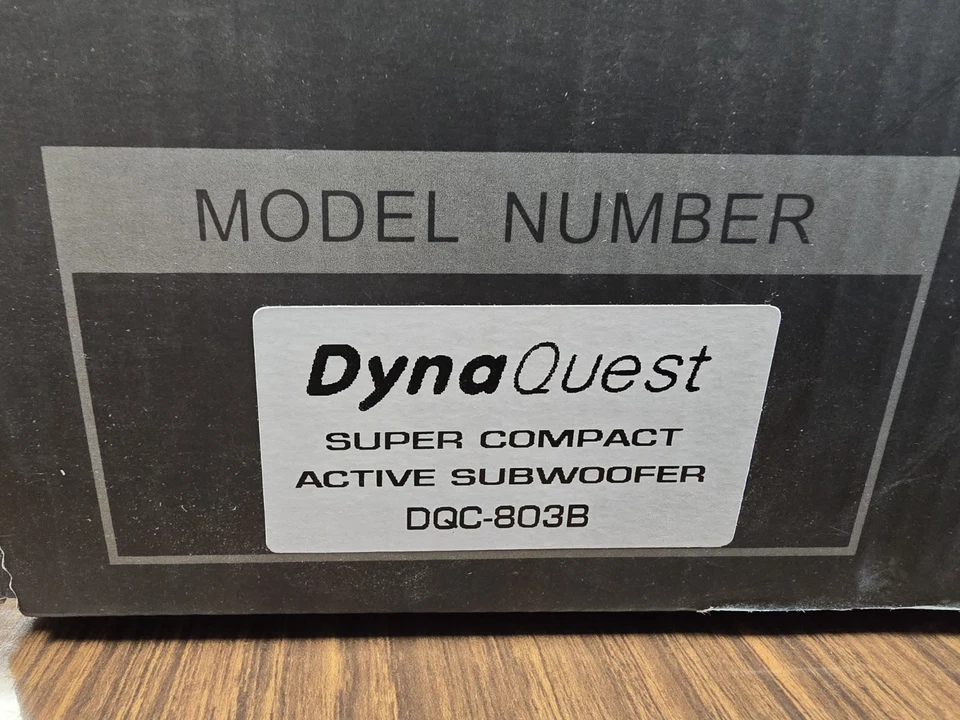 MODEL NUMBER
DynaQuest
SUPER COMPACT
ACTIVE SUBWOOFER
DQC-803B